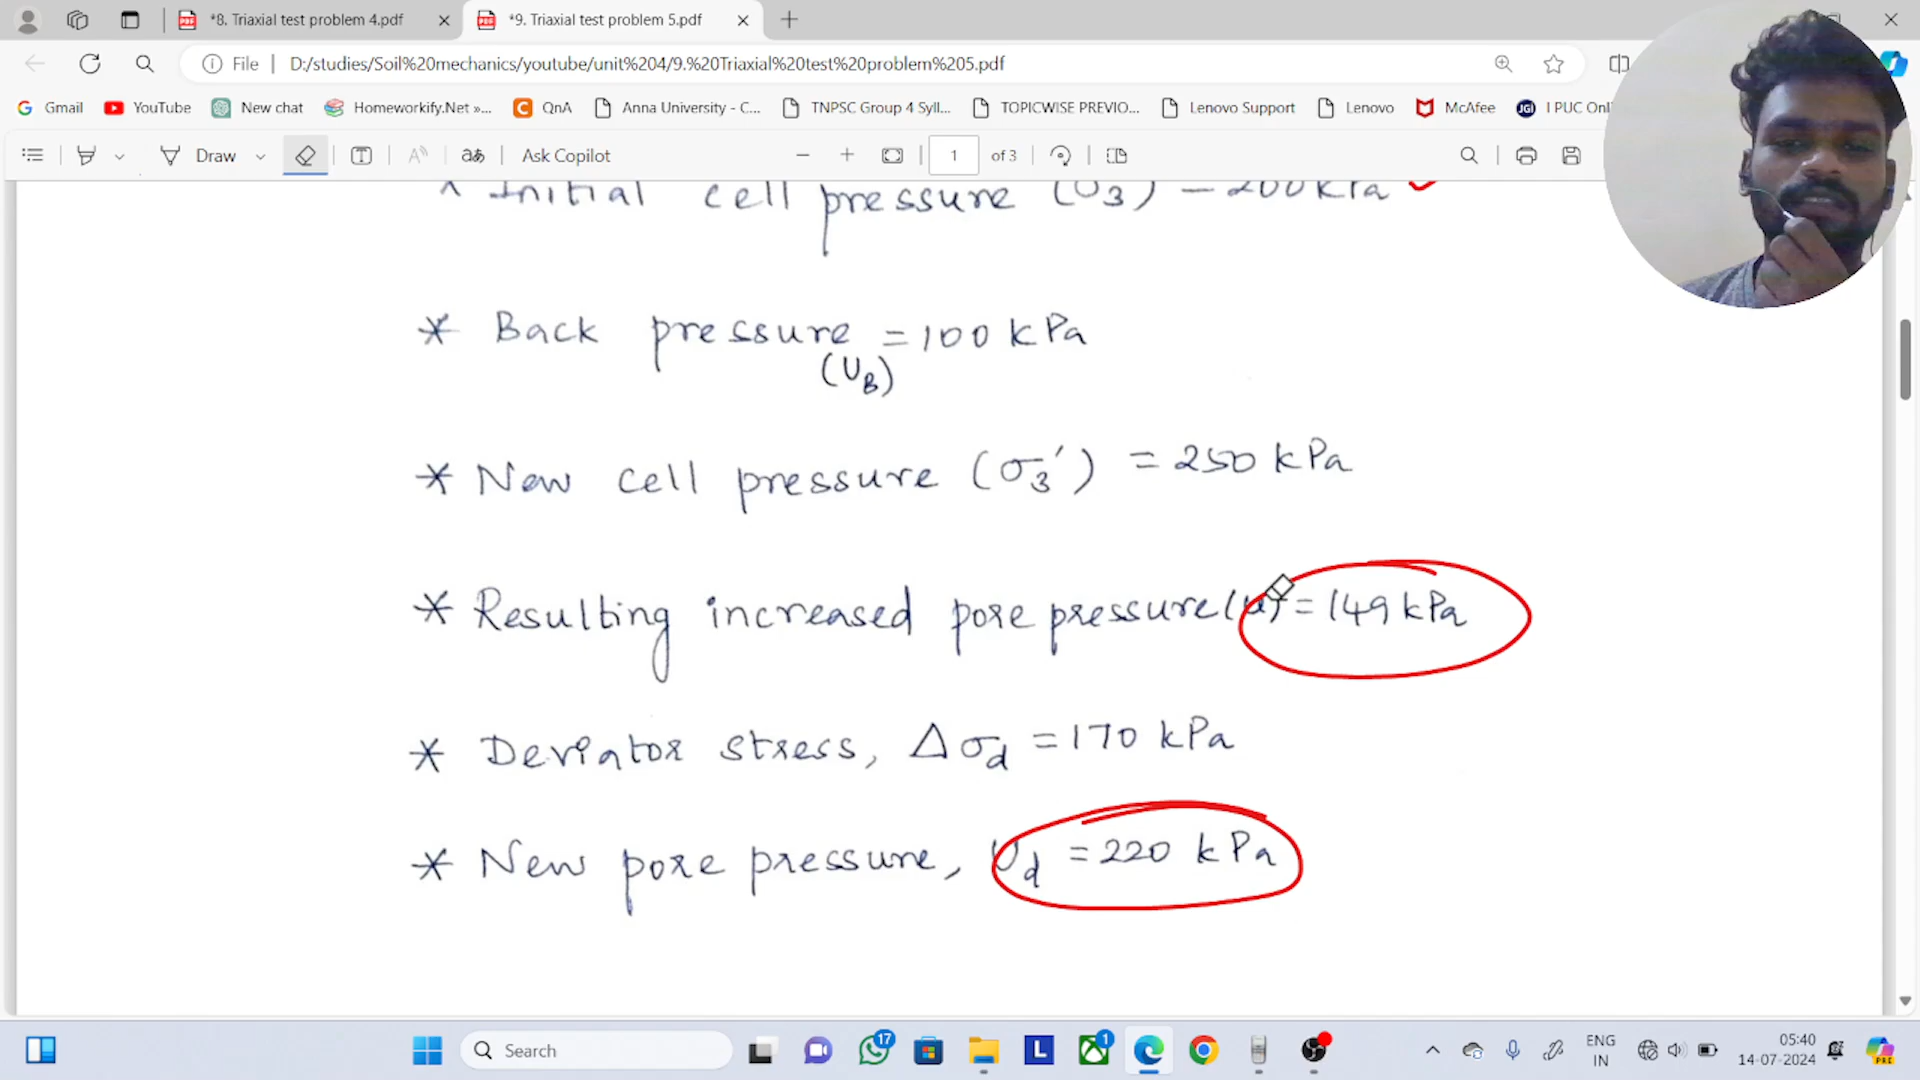 *8. Triaxial test problem 4.pdf
*9. Triaxial test problem 5.pdf
File
D:/studies/Soil%20mechanics/youtube/unit%204/9.%20Triaxial%20test%20problem%205.pdf
Gmail
YouTube
New chat
Homeworkify.Net »...
QnA
Anna University - C...
TNPSC Group 4 Syll...
TOPICWISE PREVIO...
Lenovo Support
Lenovo
McAfee
I PUC Onl
Draw
Ask Copilot
1 of 3
* Initial cell pressure (σ3) = 200 kPa
* Back pressure = 100 kPa
(UB)
* New cell pressure (σ3') = 250 kPa
* Resulting increased pore pressure (u) = 149 kPa
* Deviator stress, Δσd = 170 kPa
* New pore pressure, Ud = 220 kPa
Search
17
1
ENG
IN
05:40
14-07-2024